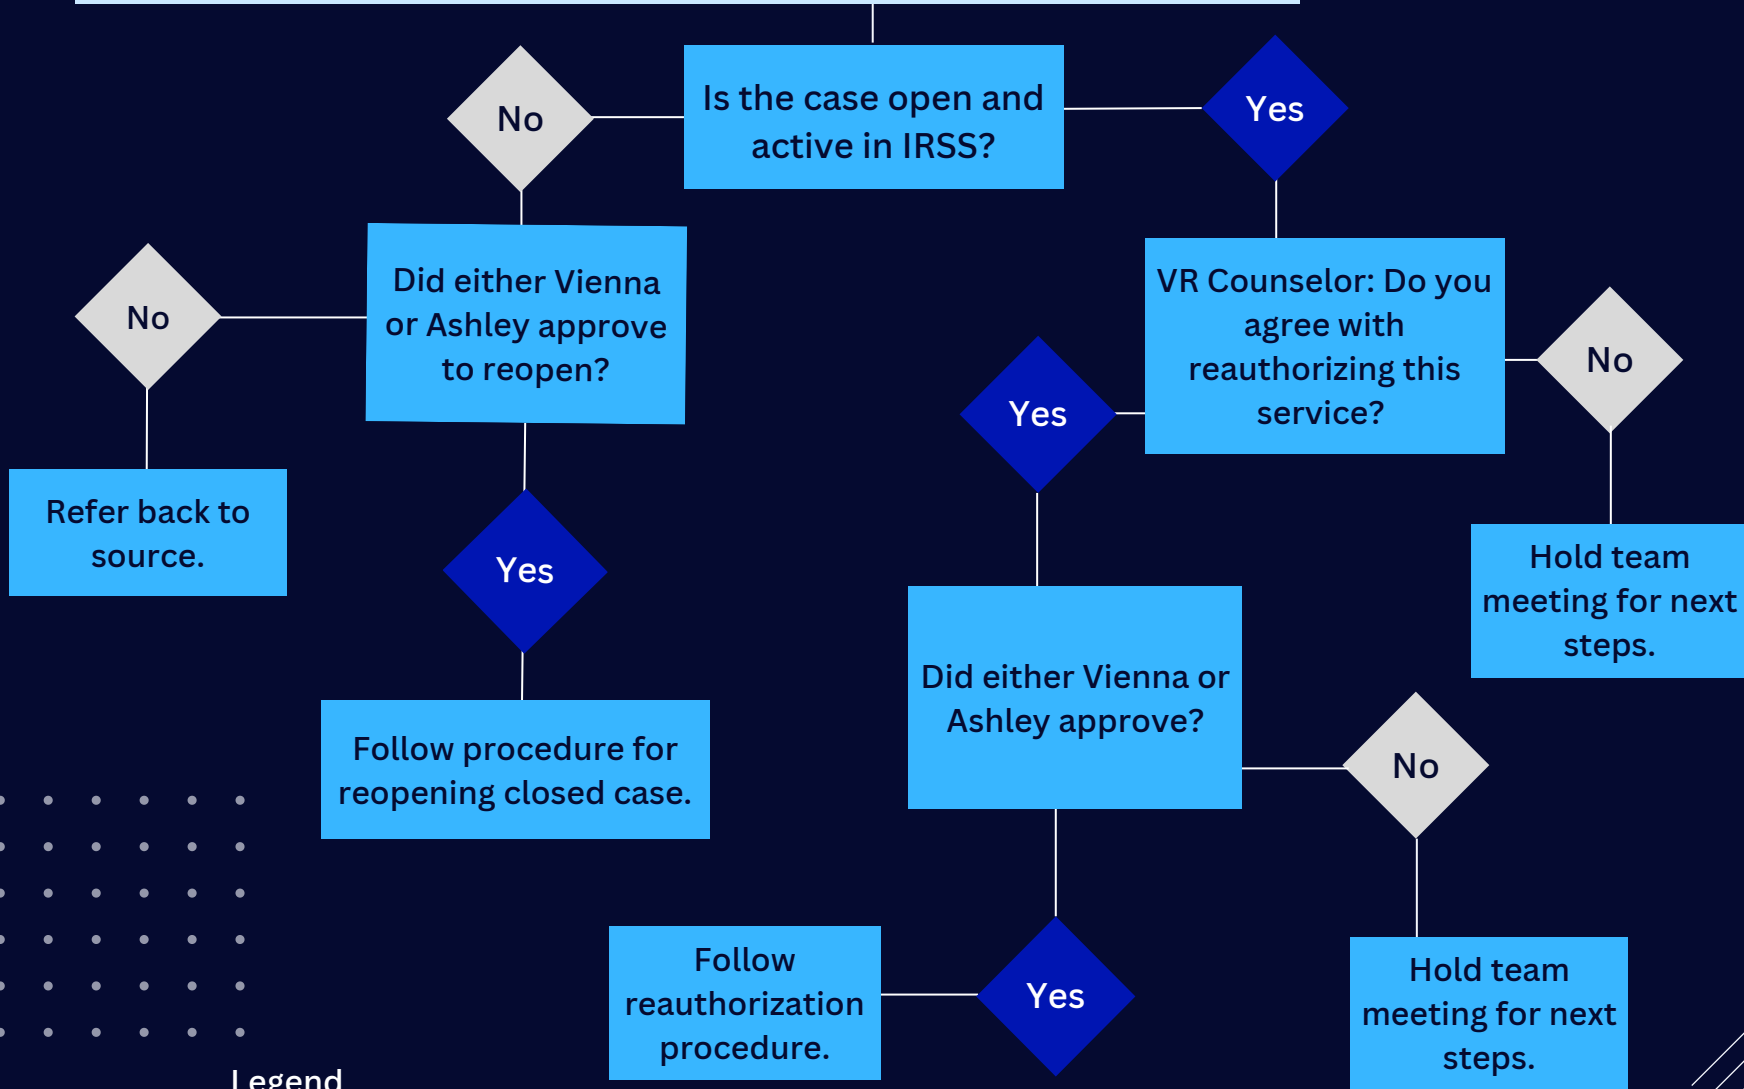 No
Is the case open and
active in IRSS?
Yes
No
Did either Vienna
or Ashley approve
to reopen?
VR Counselor: Do you
agree with
reauthorizing this
service?
No
Yes
Refer back to
source.
Yes
Hold team
meeting for next
steps.
Did either Vienna or
Ashley approve?
No
Follow procedure for
reopening closed case.
Follow
reauthorization
procedure.
Yes
Hold team
meeting for next
steps.
Legend